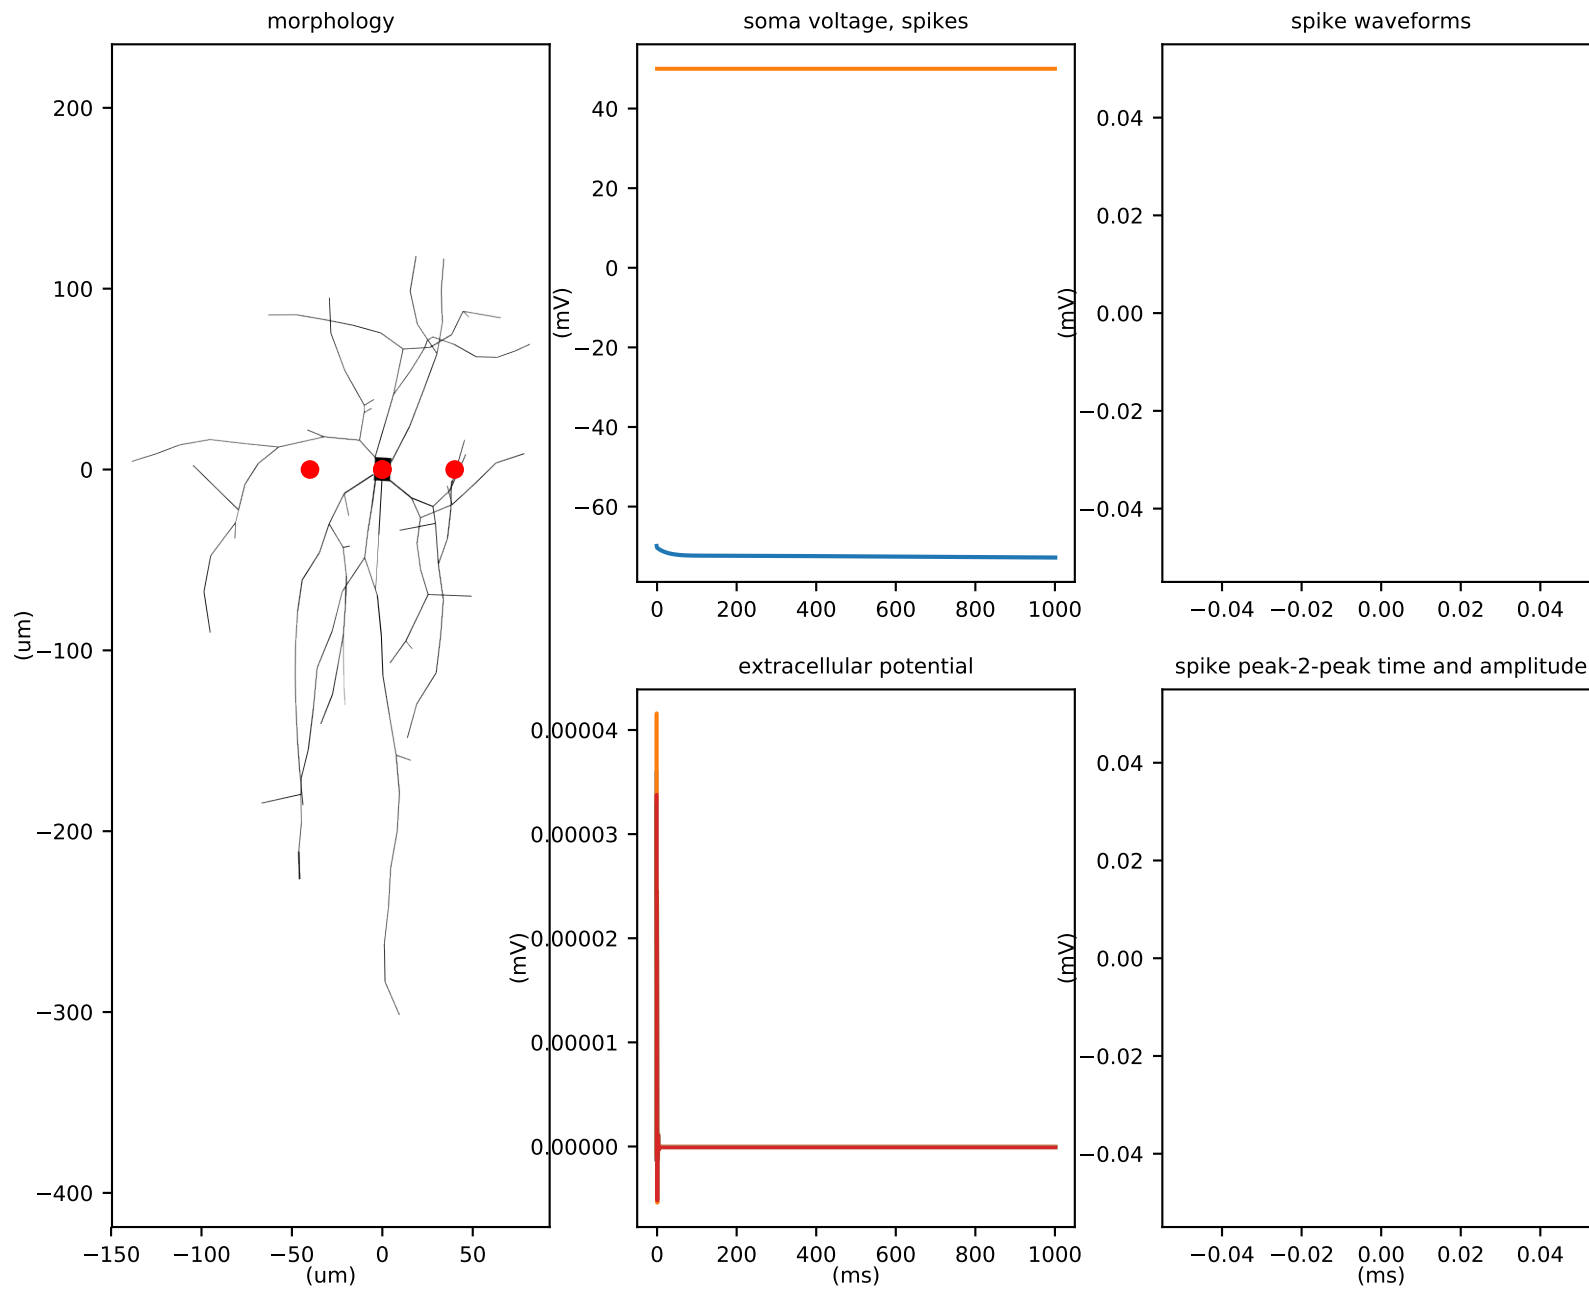 morphology
200
100
0
−100
−200
−300
−400
(um)
−150 −100 −50 0 50
(um)
soma voltage, spikes
40
20
0
−20
−40
−60
(mV)
0 200 400 600 800 1000
spike waveforms
0.04
0.02
0.00
−0.02
−0.04
(mV)
−0.04 −0.02 0.00 0.02 0.04
extracellular potential
0.00004
0.00003
0.00002
0.00001
0.00000
(mV)
0 200 400 600 800 1000
(ms)
spike peak-2-peak time and amplitude
0.04
0.02
0.00
−0.02
−0.04
(mV)
−0.04 −0.02 0.00 0.02 0.04
(ms)